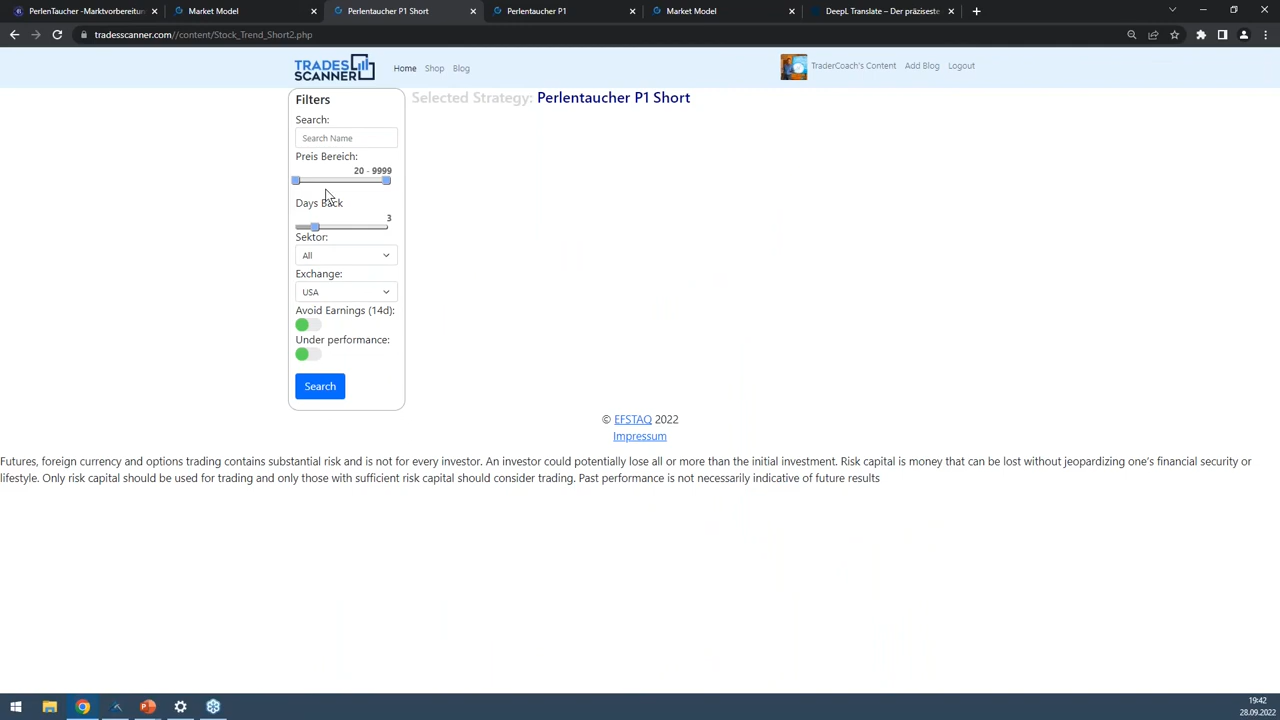 PerlenTaucher - Marktvorbereitun
Market Model
Perlentaucher P1 Short
Perlentaucher P1
Market Model
DeepL Translate – Der präziseste
tradesscanner.com//content/Stock_Trend_Short2.php
TRADES SCANNER
Home
Shop
Blog
TraderCoach's Content
Add Blog
Logout
Filters
Selected Strategy: Perlentaucher P1 Short
Search:
Search Name
Preis Bereich:
20 - 9999
Days Back
3
Sektor:
All
Exchange:
USA
Avoid Earnings (14d):
Under performance:
Search
© EFSTAQ 2022
Impressum
Futures, foreign currency and options trading contains substantial risk and is not for every investor. An investor could potentially lose all or more than the initial investment. Risk capital is money that can be lost without jeopardizing one's financial security or
lifestyle. Only risk capital should be used for trading and only those with sufficient risk capital should consider trading. Past performance is not necessarily indicative of future results
19:42
28.09.2022